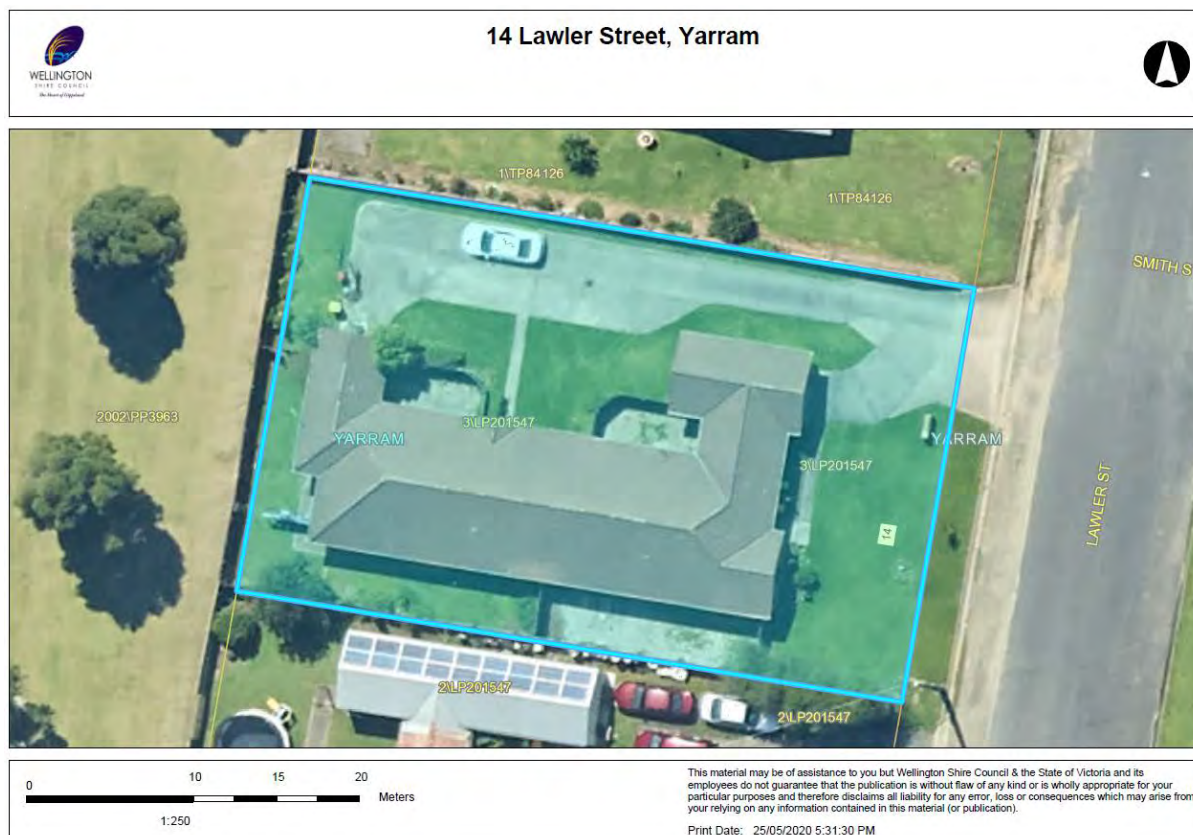 14 Lawler Street, Yarram
WELLINGTON
SHIRE COUNCIL
The Heart of Gippsland
1\TP84126
1\TP84126
SMITH S
2002\PP3963
3\LP201547
YARRAM
YARRAM
3\LP201547
LAWLER ST
14
2\LP201547
2\LP201547
0 10 15 20
Meters
1:250
This material may be of assistance to you but Wellington Shire Council & the State of Victoria and its
employees do not guarantee that the publication is without flaw of any kind or is wholly appropriate for your
particular purposes and therefore disclaims all liability for any error, loss or consequences which may arise from
your relying on any information contained in this material (or publication).
Print Date: 25/05/2020 5:31:30 PM